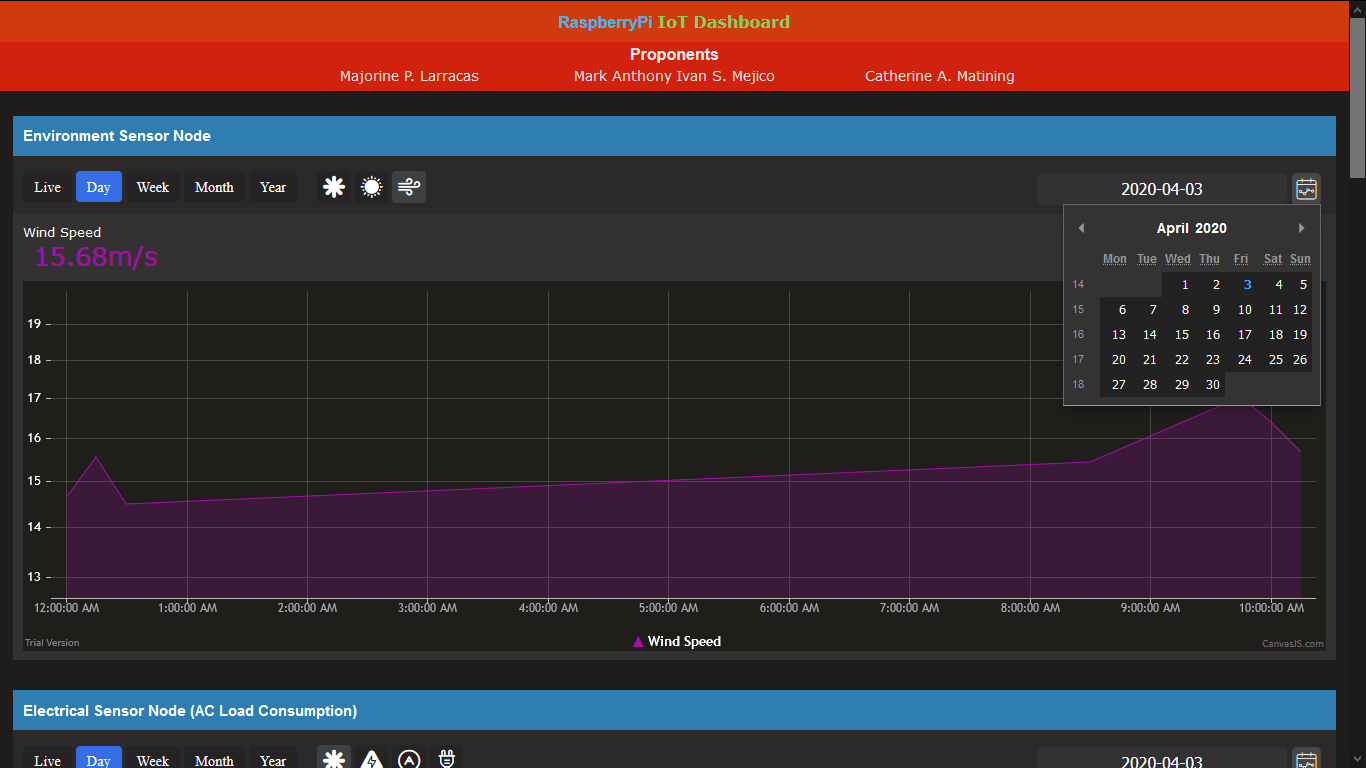 RaspberryPi IoT Dashboard
Proponents
Majorine P. Larracas Mark Anthony Ivan S. Mejico Catherine A. Matining
Environment Sensor Node
Live Day Week Month Year 2020-04-03
Wind Speed
15.68m/s
April 2020
Mon Tue Wed Thu Fri Sat Sun
14 1 2 3 4 5
15 6 7 8 9 10 11 12
16 13 14 15 16 17 18 19
17 20 21 22 23 24 25 26
18 27 28 29 30
19
18
17
16
15
14
13
12:00:00 AM 1:00:00 AM 2:00:00 AM 3:00:00 AM 4:00:00 AM 5:00:00 AM 6:00:00 AM 7:00:00 AM 8:00:00 AM 9:00:00 AM 10:00:00 AM
Wind Speed
Trial Version CanvasJS.com
Electrical Sensor Node (AC Load Consumption)
Live Day Week Month Year A 2020-04-03